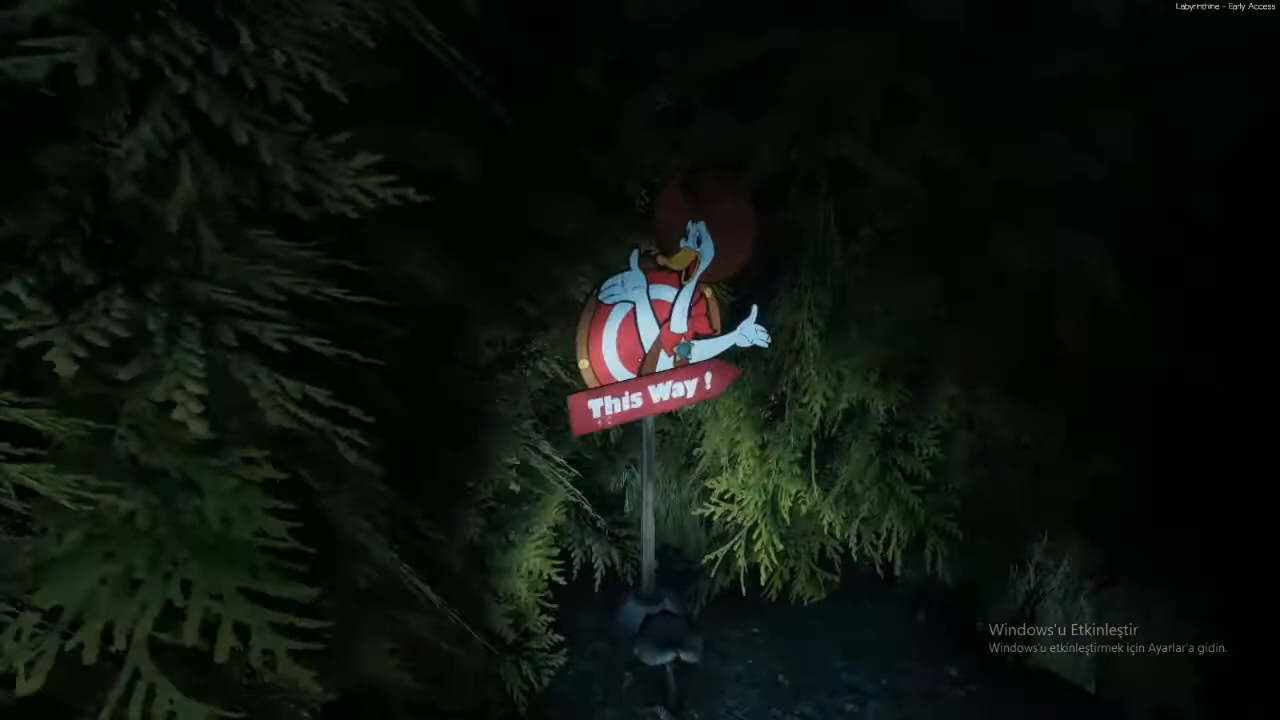 Labyrinthine - Early Access
This Way !
Windows'u Etkinleştir
Windows'u etkinleştirmek için Ayarlar'a gidin.